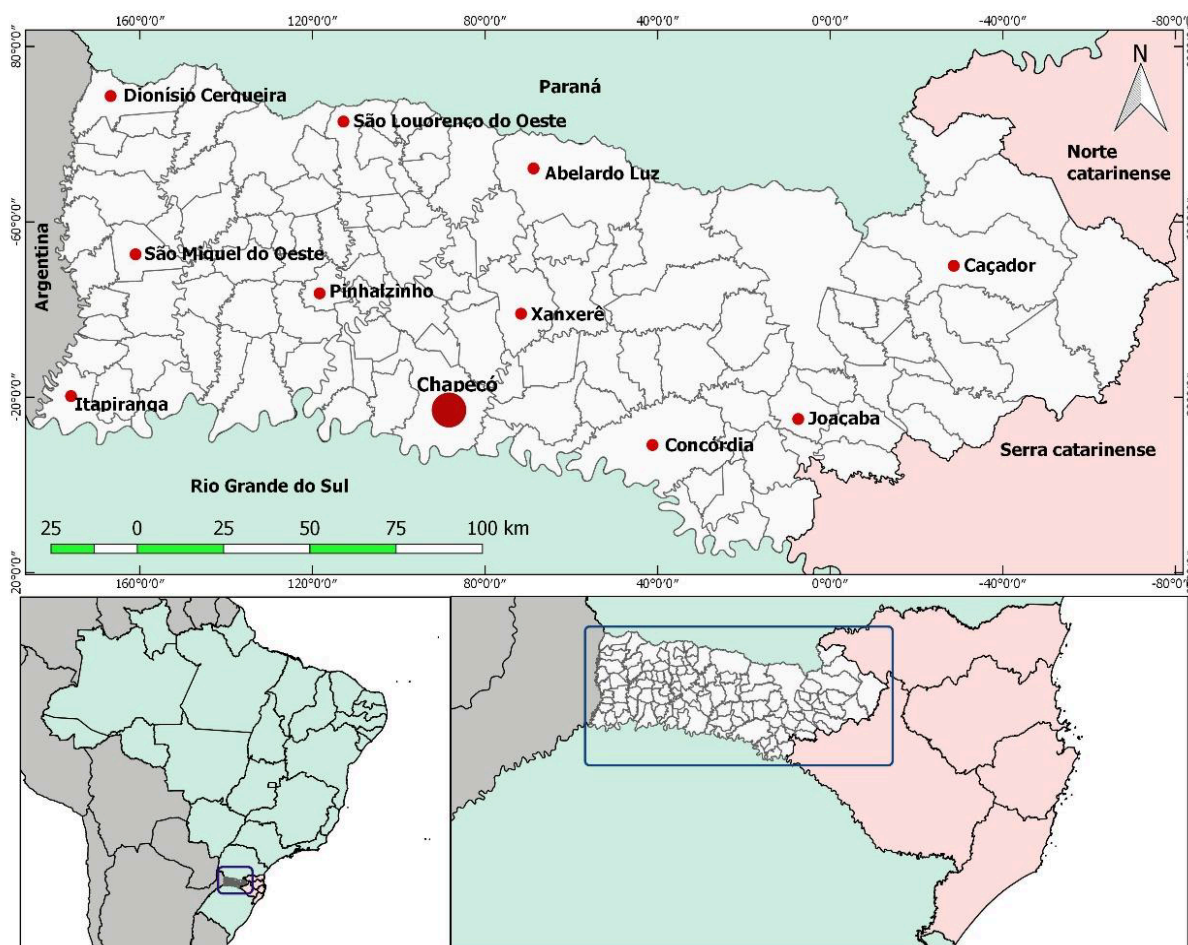 160°0'0" 120°0'0" 80°0'0" 40°0'0" 0°0'0" -40°0'0" -80°0'0"
80°0'0"
N
Paraná
Dionísio Cerqueira
São Louorenço do Oeste
Abelardo Luz
Norte
catarinense
-60°0'0"
Argentina
São Miguel do Oeste
Caçador
Pinhalzinho
Xanxerê
Chapecó
-20°0'0"
Itapiranga
Joaçaba
Concórdia
Serra catarinense
Rio Grande do Sul
25 0 25 50 75 100 km
20°0'0"
160°0'0" 120°0'0" 80°0'0" 40°0'0" 0°0'0" -40°0'0" -80°0'0"